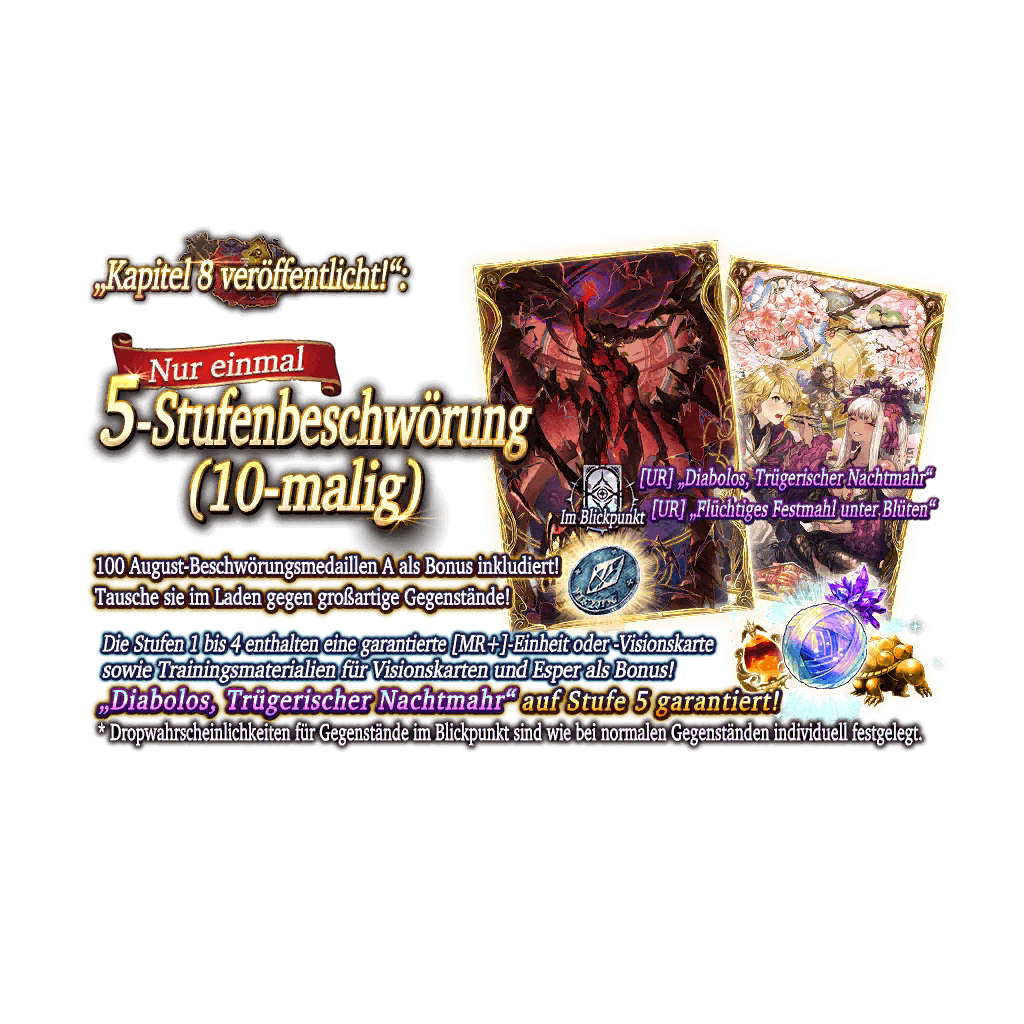 „Kapitel 8 veröffentlicht!“:
Nur einmal
5-Stufenbeschwörung
(10-malig)
[UR] „Diabolos, Trügerischer Nachtmahr“
Im Blickpunkt [UR] „Flüchtiges Festmahl unter Blüten“
100 August-Beschwörungsmedaillen A als Bonus inkludiert!
Tausche sie im Laden gegen großartige Gegenstände!
Die Stufen 1 bis 4 enthalten eine garantierte [MR+]-Einheit oder -Visionskarte
sowie Trainingsmaterialien für Visionskarten und Esper als Bonus!
„Diabolos, Trügerischer Nachtmahr“ auf Stufe 5 garantiert!
* Dropwahrscheinlichkeiten für Gegenstände im Blickpunkt sind wie bei normalen Gegenständen individuell festgelegt.